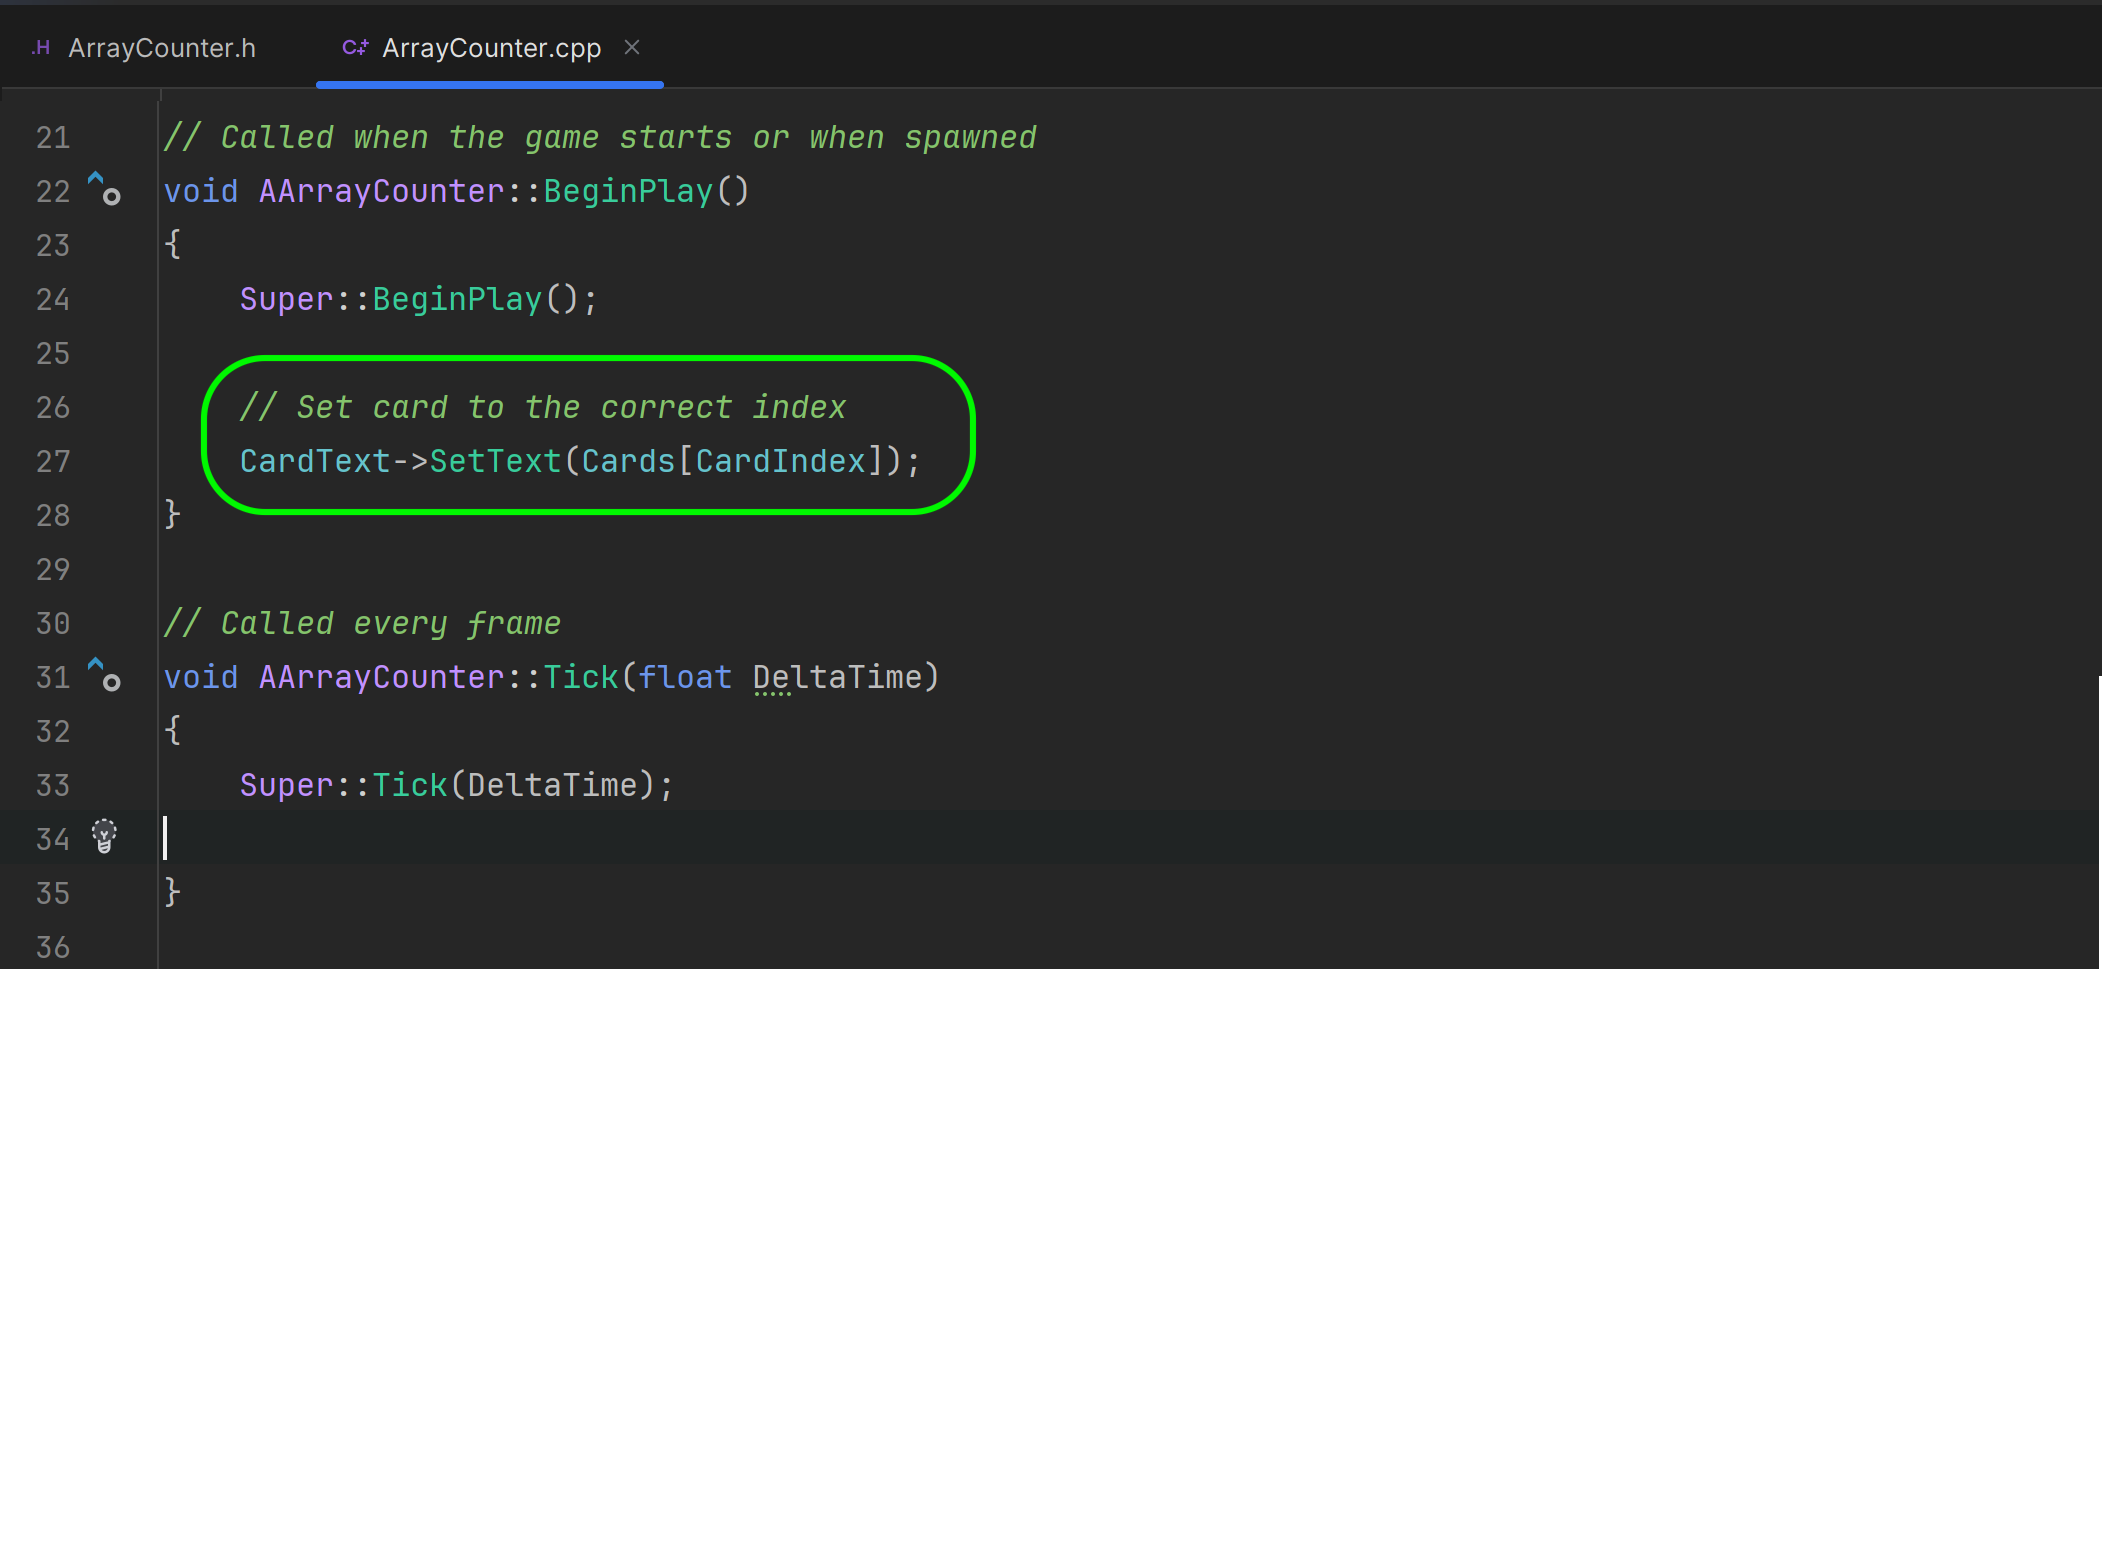 .H ArrayCounter.h C++ ArrayCounter.cpp ×
21 // Called when the game starts or when spawned
22 void AArrayCounter::BeginPlay()
23 {
24 Super::BeginPlay();
25
26 // Set card to the correct index
27 CardText->SetText(Cards[CardIndex]);
28 }
29
30 // Called every frame
31 void AArrayCounter::Tick(float DeltaTime)
32 {
33 Super::Tick(DeltaTime);
34
35 }
36